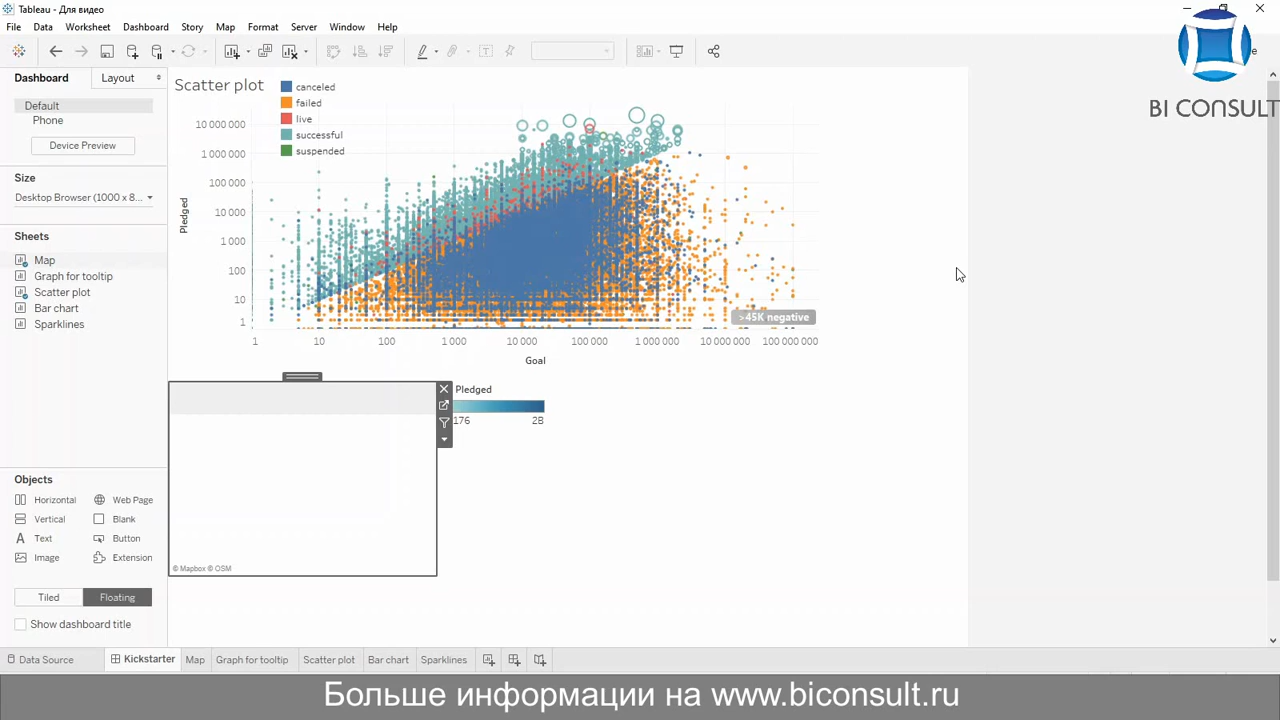 Tableau - Для видео
File Data Worksheet Dashboard Story Map Format Server Window Help
BI CONSULT
Dashboard Layout
Default
Phone
Device Preview
Size
Desktop Browser (1000 x 8...
Sheets
Map
Graph for tooltip
Scatter plot
Bar chart
Sparklines
Objects
Horizontal Web Page
Vertical Blank
Text Button
Image Extension
Tiled Floating
Show dashboard title
Scatter plot
canceled
failed
live
successful
suspended
Pledged
10 000 000
1 000 000
100 000
10 000
1 000
100
10
1
>45K negative
1 10 100 1 000 10 000 100 000 1 000 000 10 000 000 100 000 000
Goal
Pledged
176 2B
© Mapbox © OSM
Data Source Kickstarter Map Graph for tooltip Scatter plot Bar chart Sparklines
Больше информации на www.biconsult.ru